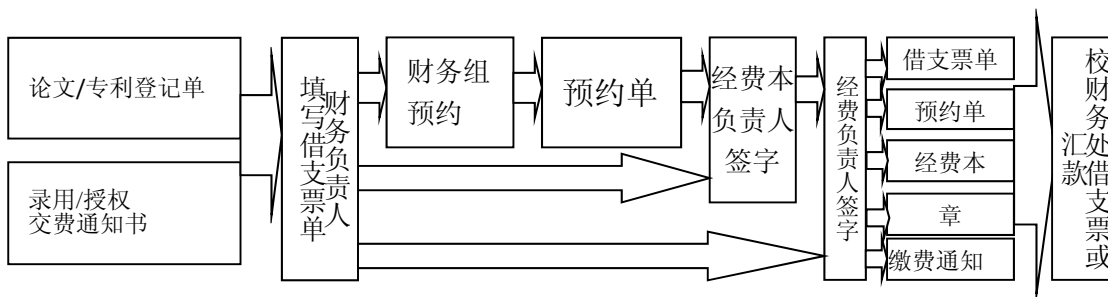 论文/专利登记单
录用/授权
交费通知书
财务负责人
填写借支票单
财务组
预约
预约单
经费本
负责人
签字
经费负责人签字
借支票单
预约单
经费本
章
缴费通知
校财务处借支票或
汇款